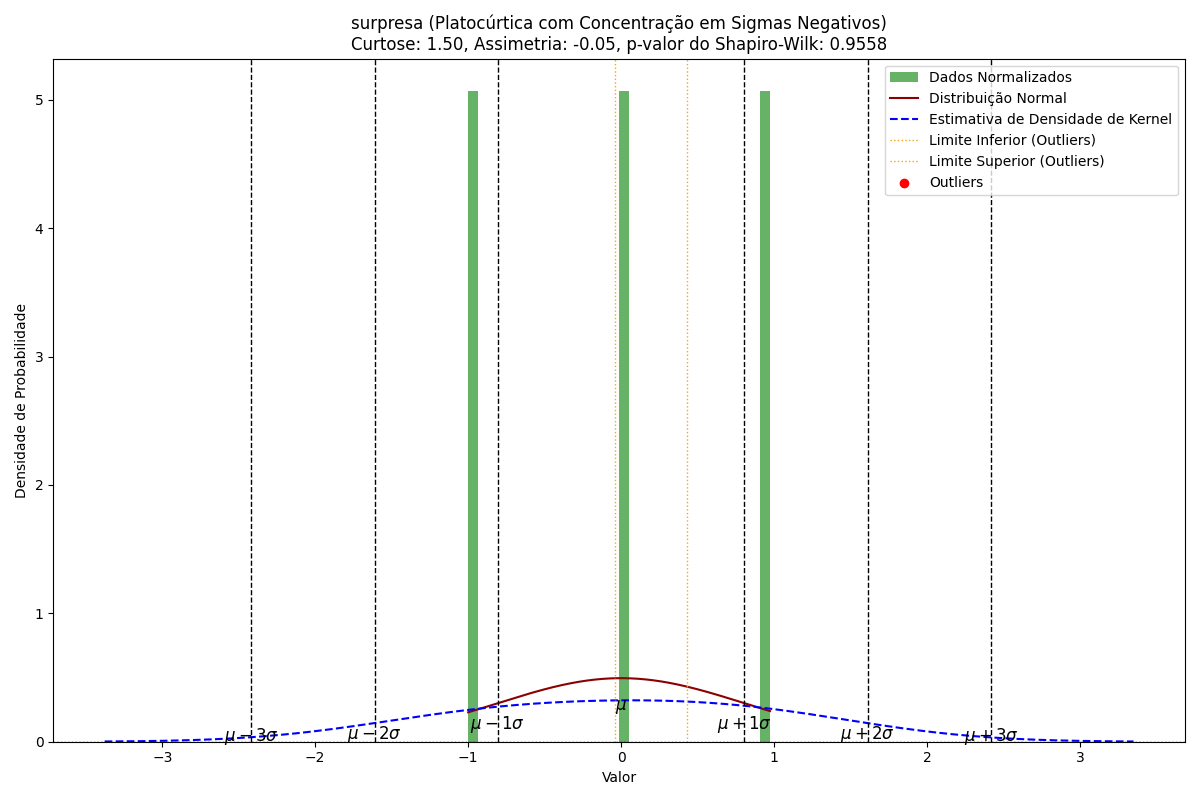 surpresa (Platocúrtica com Concentração em Sigmas Negativos)
Curtose: 1.50, Assimetria: -0.05, p-valor do Shapiro-Wilk: 0.9558
Dados Normalizados
Distribuição Normal
Estimativa de Densidade de Kernel
Limite Inferior (Outliers)
Limite Superior (Outliers)
Outliers
Densidade de Probabilidade
5
4
3
2
1
0
μ − 3σ
μ − 2σ
μ − 1σ
μ
μ + 1σ
μ + 2σ
μ + 3σ
−3
−2
−1
0
1
2
3
Valor